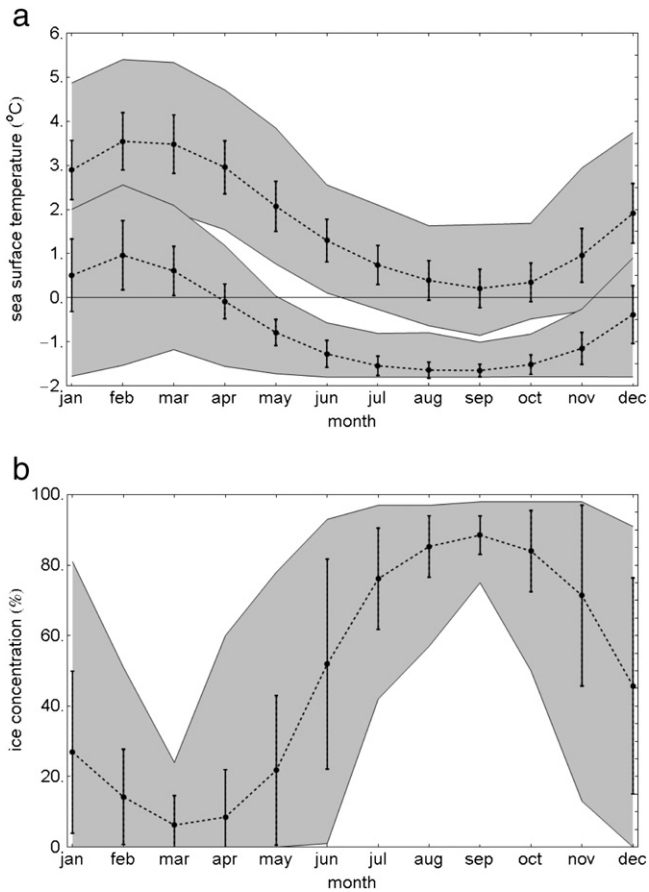 a
6.
5.
4.
3.
2.
1.
0.
−1.
−2.
sea surface temperature (°C)
jan feb mar apr may jun jul aug sep oct nov dec
month
b
100.
80.
60.
40.
20.
0.
ice concentration (%)
jan feb mar apr may jun jul aug sep oct nov dec
month